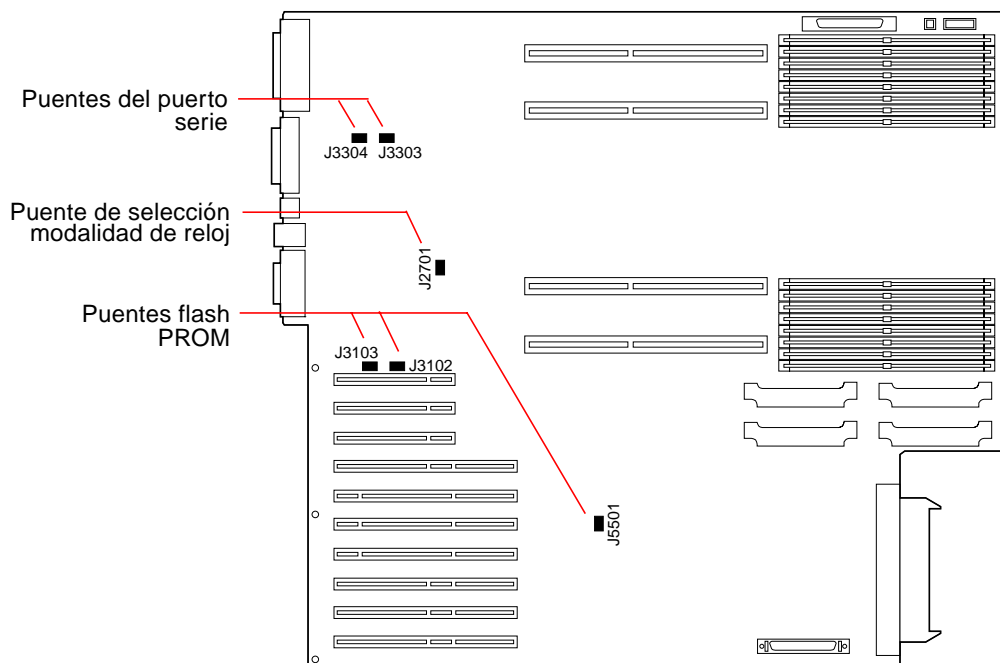 Puentes del puerto
serie
J3304 J3303
Puente de selección
modalidad de reloj
J2701
Puentes flash
PROM
J3103
J3102
J5501